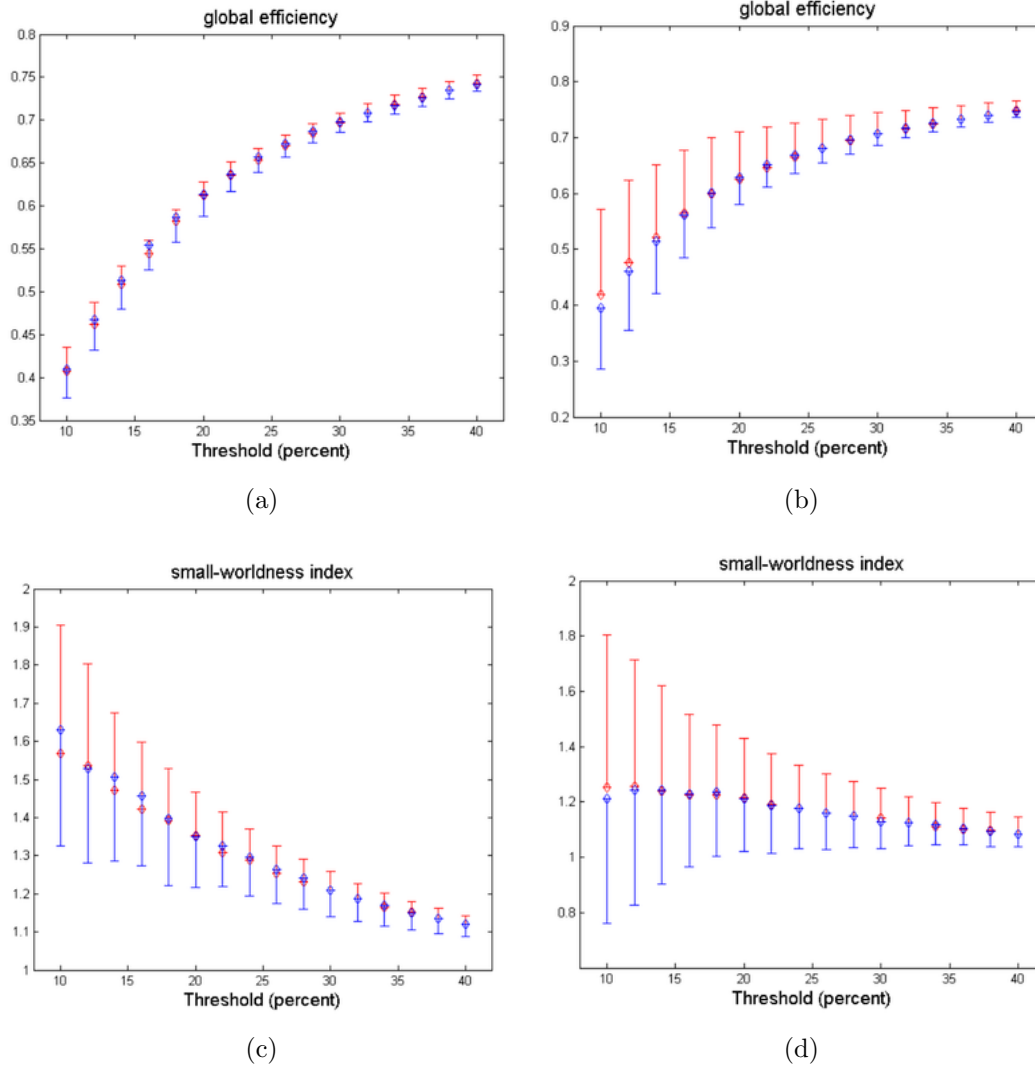 global efficiency
0.8
0.75
0.7
0.65
0.6
0.55
0.5
0.45
0.4
0.35
10 15 20 25 30 35 40
Threshold (percent)
(a)
global efficiency
0.9
0.8
0.7
0.6
0.5
0.4
0.3
0.2
10 15 20 25 30 35 40
Threshold (percent)
(b)
small-worldness index
2
1.9
1.8
1.7
1.6
1.5
1.4
1.3
1.2
1.1
1
10 15 20 25 30 35 40
Threshold (percent)
(c)
small-worldness index
2
1.8
1.6
1.4
1.2
1
0.8
10 15 20 25 30 35 40
Threshold (percent)
(d)